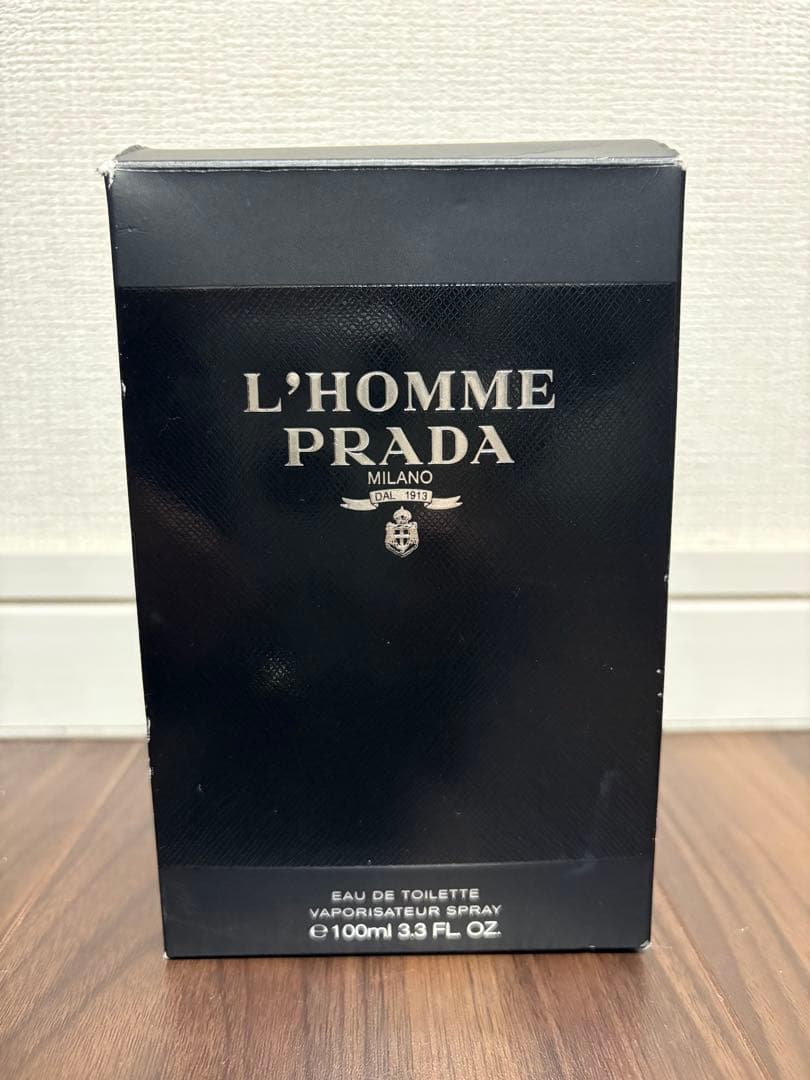 L'HOMME
PRADA
MILANO
DAL 1913
EAU DE TOILETTE
VAPORISATEUR SPRAY
℮100ml 3.3 FL. OZ.